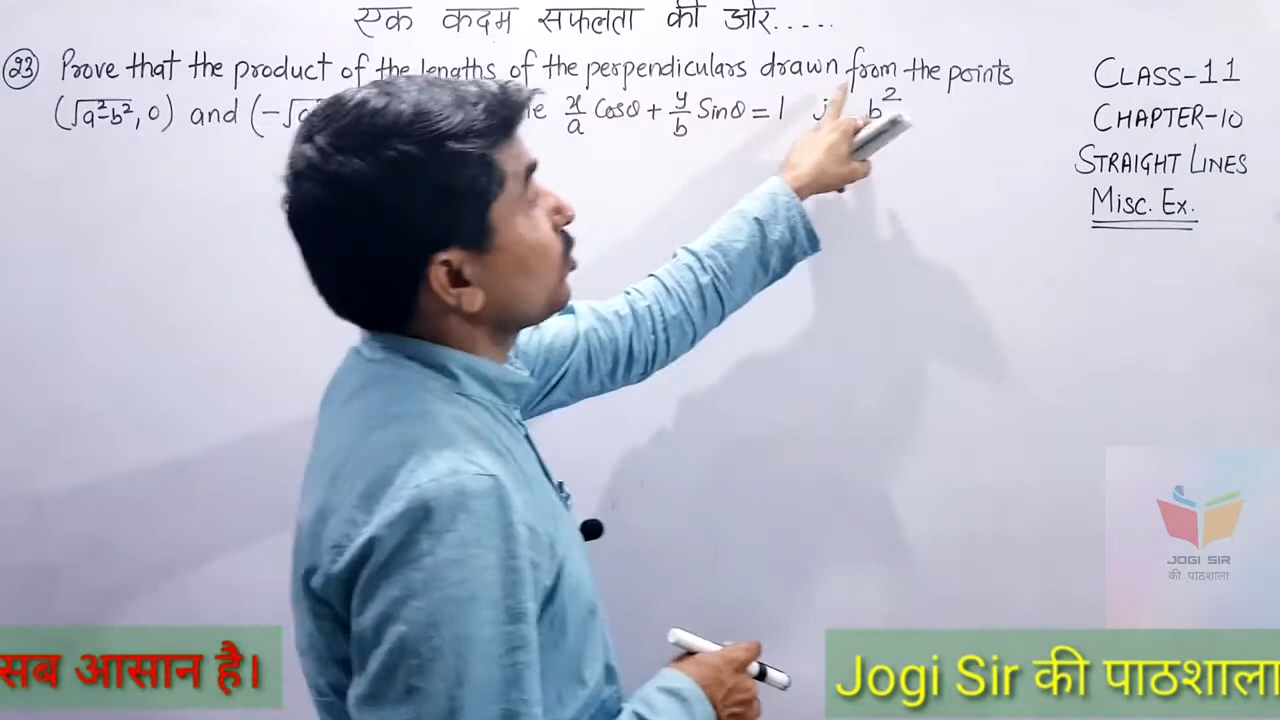 एक कदम सफलता की ओर.....
(23) Prove that the product of the lengths of the perpendiculars drawn from the points
(√a²-b², 0) and (-√a x/a Cosθ + y/b Sinθ = 1 b²
CLASS-11
CHAPTER-10
STRAIGHT LINES
Misc. Ex.
JOGI SIR
की पाठशाला
सब आसान है।
Jogi Sir की पाठशाला